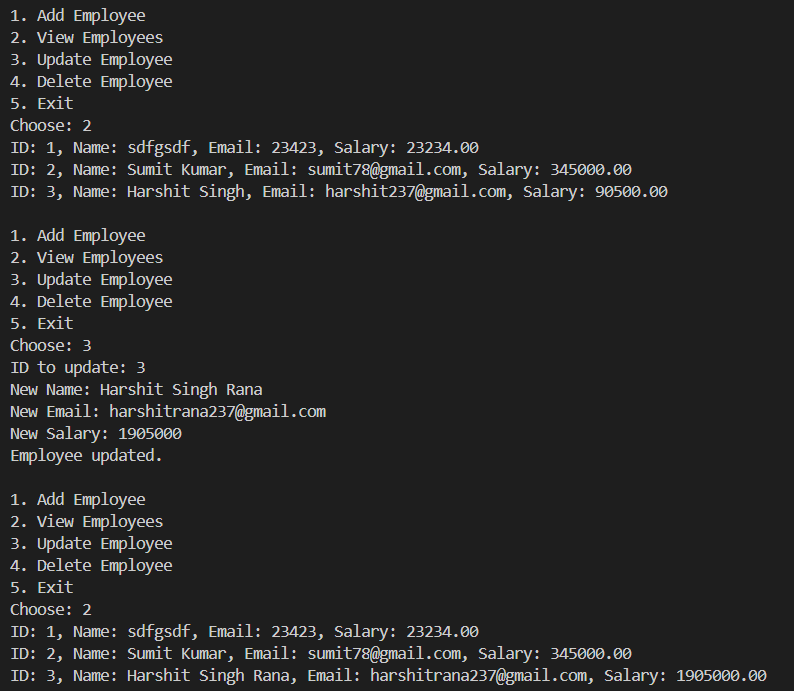 1. Add Employee
2. View Employees
3. Update Employee
4. Delete Employee
5. Exit
Choose: 2
ID: 1, Name: sdfgsdf, Email: 23423, Salary: 23234.00
ID: 2, Name: Sumit Kumar, Email: sumit78@gmail.com, Salary: 345000.00
ID: 3, Name: Harshit Singh, Email: harshit237@gmail.com, Salary: 90500.00
1. Add Employee
2. View Employees
3. Update Employee
4. Delete Employee
5. Exit
Choose: 3
ID to update: 3
New Name: Harshit Singh Rana
New Email: harshitrana237@gmail.com
New Salary: 1905000
Employee updated.
1. Add Employee
2. View Employees
3. Update Employee
4. Delete Employee
5. Exit
Choose: 2
ID: 1, Name: sdfgsdf, Email: 23423, Salary: 23234.00
ID: 2, Name: Sumit Kumar, Email: sumit78@gmail.com, Salary: 345000.00
ID: 3, Name: Harshit Singh Rana, Email: harshitrana237@gmail.com, Salary: 1905000.00